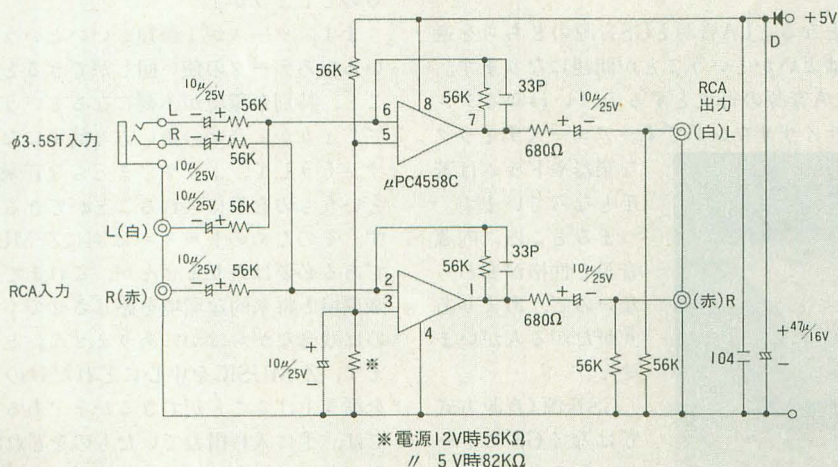 +5V
D
RCA
出力
(白)L
56K
8
6
5
7
μPC4558C
56K
33P
10μ/25V
680Ω
φ3.5ST入力
L
R
10μ/25V
56K
56K
10μ/25V
10μ/25V
L(白)
56K
RCA入力
10μ/25V
R(赤)
56K
2
3
1
4
56K
33P
10μ/25V
680Ω
(赤)R
10μ/25V
※
56K
56K
104
47μ/16V
※電源12V時56KΩ
〃 5V時82KΩ